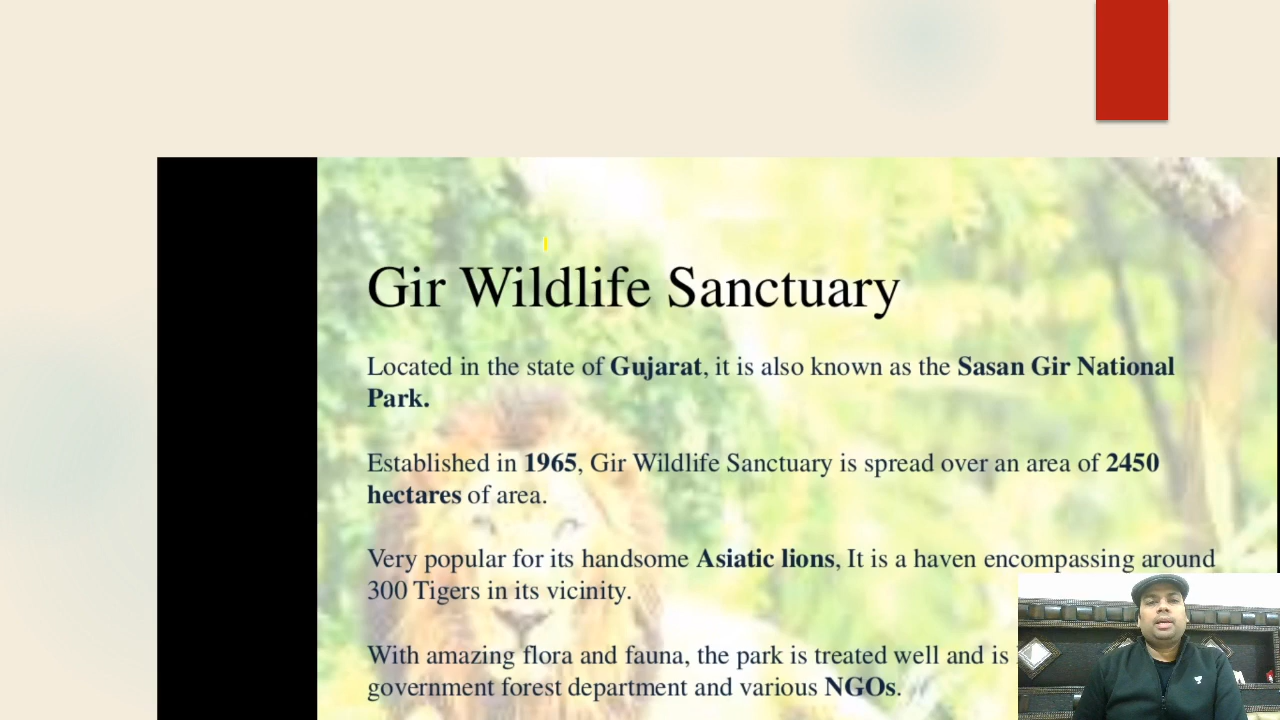 Gir Wildlife Sanctuary
Located in the state of Gujarat, it is also known as the Sasan Gir National
Park.
Established in 1965, Gir Wildlife Sanctuary is spread over an area of 2450
hectares of area.
Very popular for its handsome Asiatic lions, It is a haven encompassing around
300 Tigers in its vicinity.
With amazing flora and fauna, the park is treated well and is
government forest department and various NGOs.